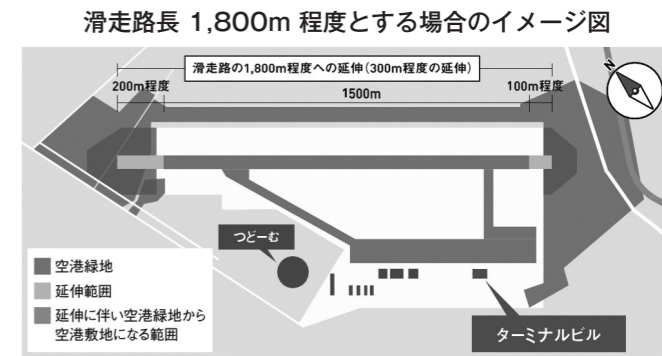 滑走路長 1,800m 程度とする場合のイメージ図
滑走路の1,800m程度への延伸(300m程度の延伸)
200m程度
1500m
100m程度
N
つどーむ
空港緑地
延伸範囲
延伸に伴い空港緑地から
空港敷地になる範囲
ターミナルビル